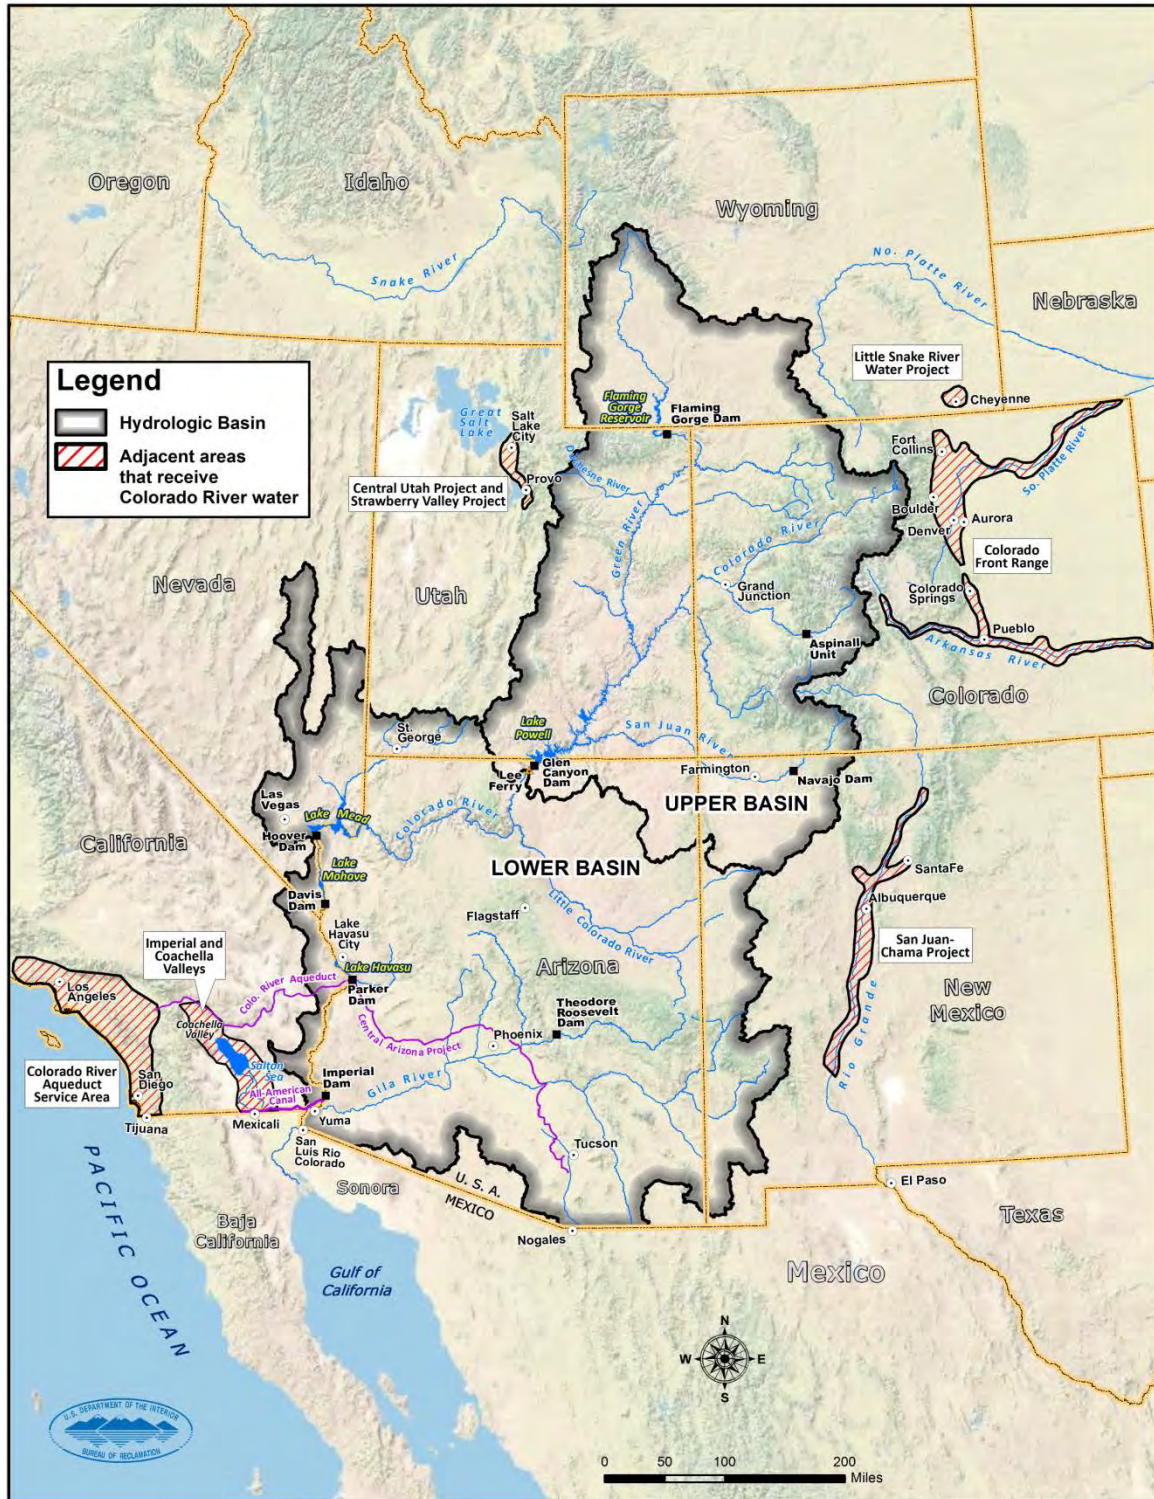 Oregon
Idaho
Wyoming
Snake River
No. Platte River
Nebraska
Legend
Hydrologic Basin
Adjacent areas
that receive
Colorado River water
Little Snake River
Water Project
Cheyenne
Flaming
Gorge
Reservoir
Flaming
Gorge Dam
Great
Salt
Lake
Salt
Lake
City
Provo
Central Utah Project and
Strawberry Valley Project
Duchesne River
Green River
Colorado River
Fort
Collins
Boulder
Denver
Aurora
So. Platte River
Colorado
Front Range
Nevada
Utah
Grand
Junction
Colorado
Springs
Pueblo
Aspinall
Unit
Arkansas River
Colorado
St.
George
Lake
Powell
San Juan River
Lee
Ferry
Glen
Canyon
Dam
Farmington
Navajo Dam
UPPER BASIN
Las
Vegas
Lake Mead
Colorado River
Hoover
Dam
California
Lake
Mohave
LOWER BASIN
SantaFe
Davis
Dam
Little Colorado River
Flagstaff
Albuquerque
Lake
Havasu
City
Imperial and
Coachella
Valleys
San Juan-
Chama Project
Lake Havasu
Arizona
Los
Angeles
Colo. River Aqueduct
Parker
Dam
New
Mexico
Theodore
Roosevelt
Dam
Coachella
Valley
Central Arizona Project
Phoenix
Rio Grande
Colorado River
Aqueduct
Service Area
San
Diego
Salton
Sea
Imperial
Dam
Gila River
All-American
Canal
Tijuana
Mexicali
Yuma
San
Luis Rio
Colorado
Tucson
Sonora
U. S. A.
MEXICO
El Paso
Texas
PACIFIC OCEAN
Baja
California
Nogales
Gulf of
California
Mexico
N
W
E
S
U.S. DEPARTMENT OF THE INTERIOR
BUREAU OF RECLAMATION
0 50 100 200
Miles